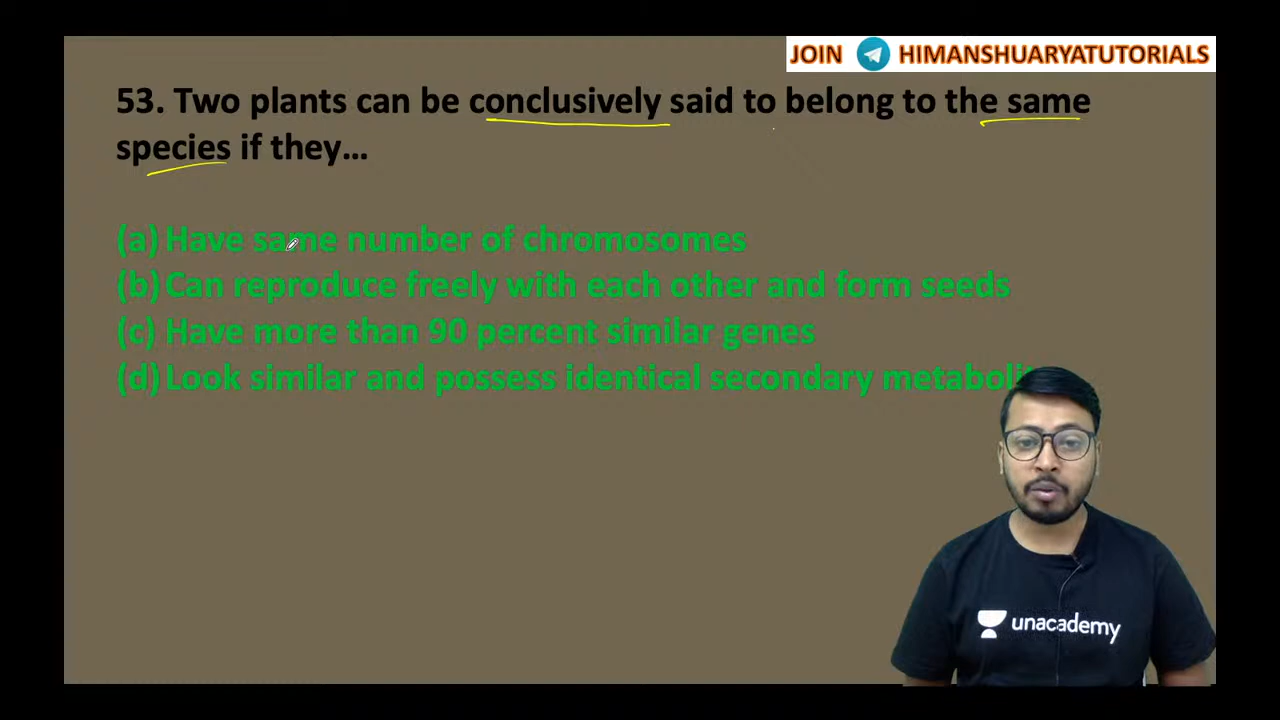 JOIN HIMANSHUARYATUTORIALS
53. Two plants can be conclusively said to belong to the same
species if they...
(a) Have same number of chromosomes
(b) Can reproduce freely with each other and form seeds
(c) Have more than 90 percent similar genes
(d) Look similar and possess identical secondary
unacademy